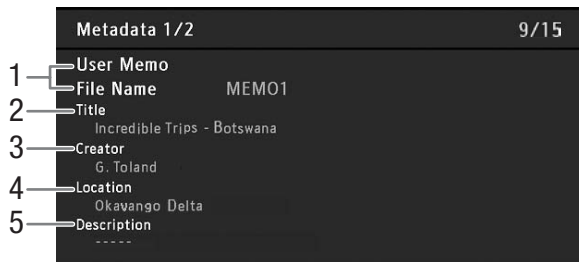 Metadata 1/2 9/15
1 User Memo
File Name MEMO1
2 Title
Incredible Trips - Botswana
3 Creator
G. Toland
4 Location
Okavango Delta
5 Description
-----